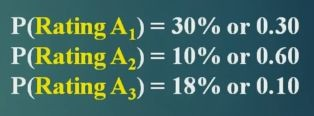 P(Rating A₁) = 30% or 0.30
P(Rating A₂) = 10% or 0.60
P(Rating A₃) = 18% or 0.10